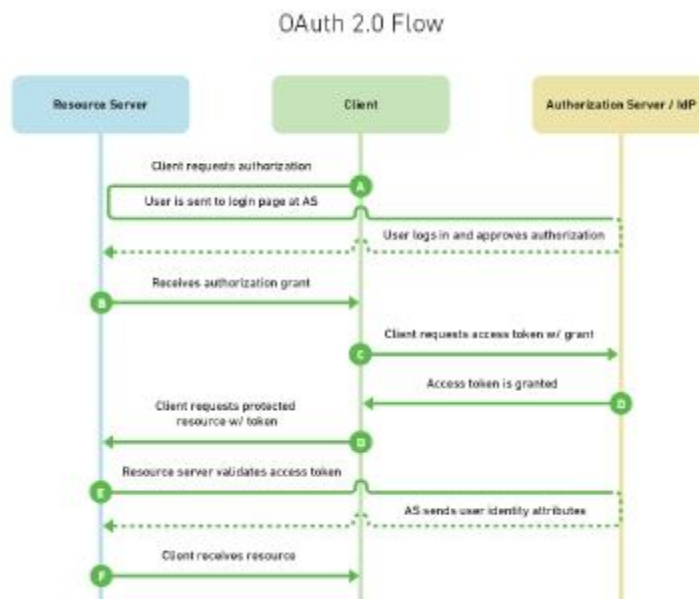 OAuth 2.0 Flow
Resource Server
Client
Authorization Server / IdP
Client requests authorization
A
User is sent to login page at AS
User logs in and approves authorization
Receives authorization grant
B
Client requests access token w/ grant
C
Access token is granted
D
Client requests protected
resource w/ token
D
Resource server validates access token
E
AS sends user identity attributes
Client receives resource
F